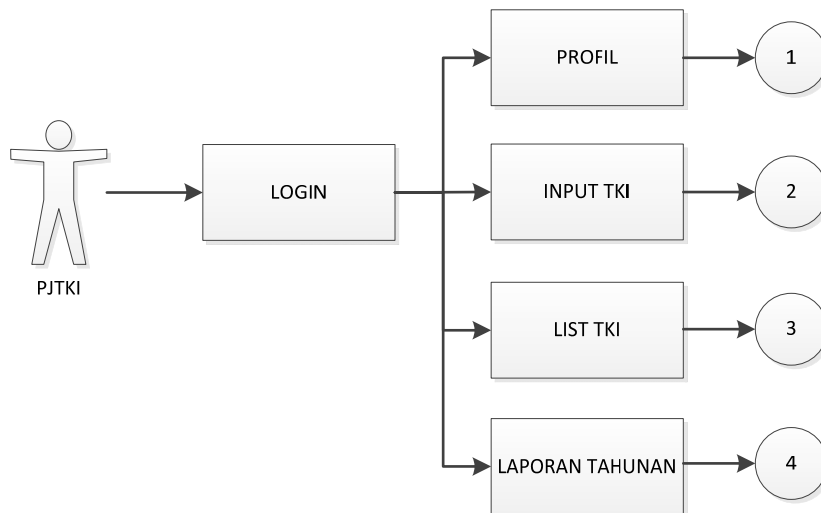 PROFIL
1
LOGIN
INPUT TKI
2
PJTKI
LIST TKI
3
LAPORAN TAHUNAN
4